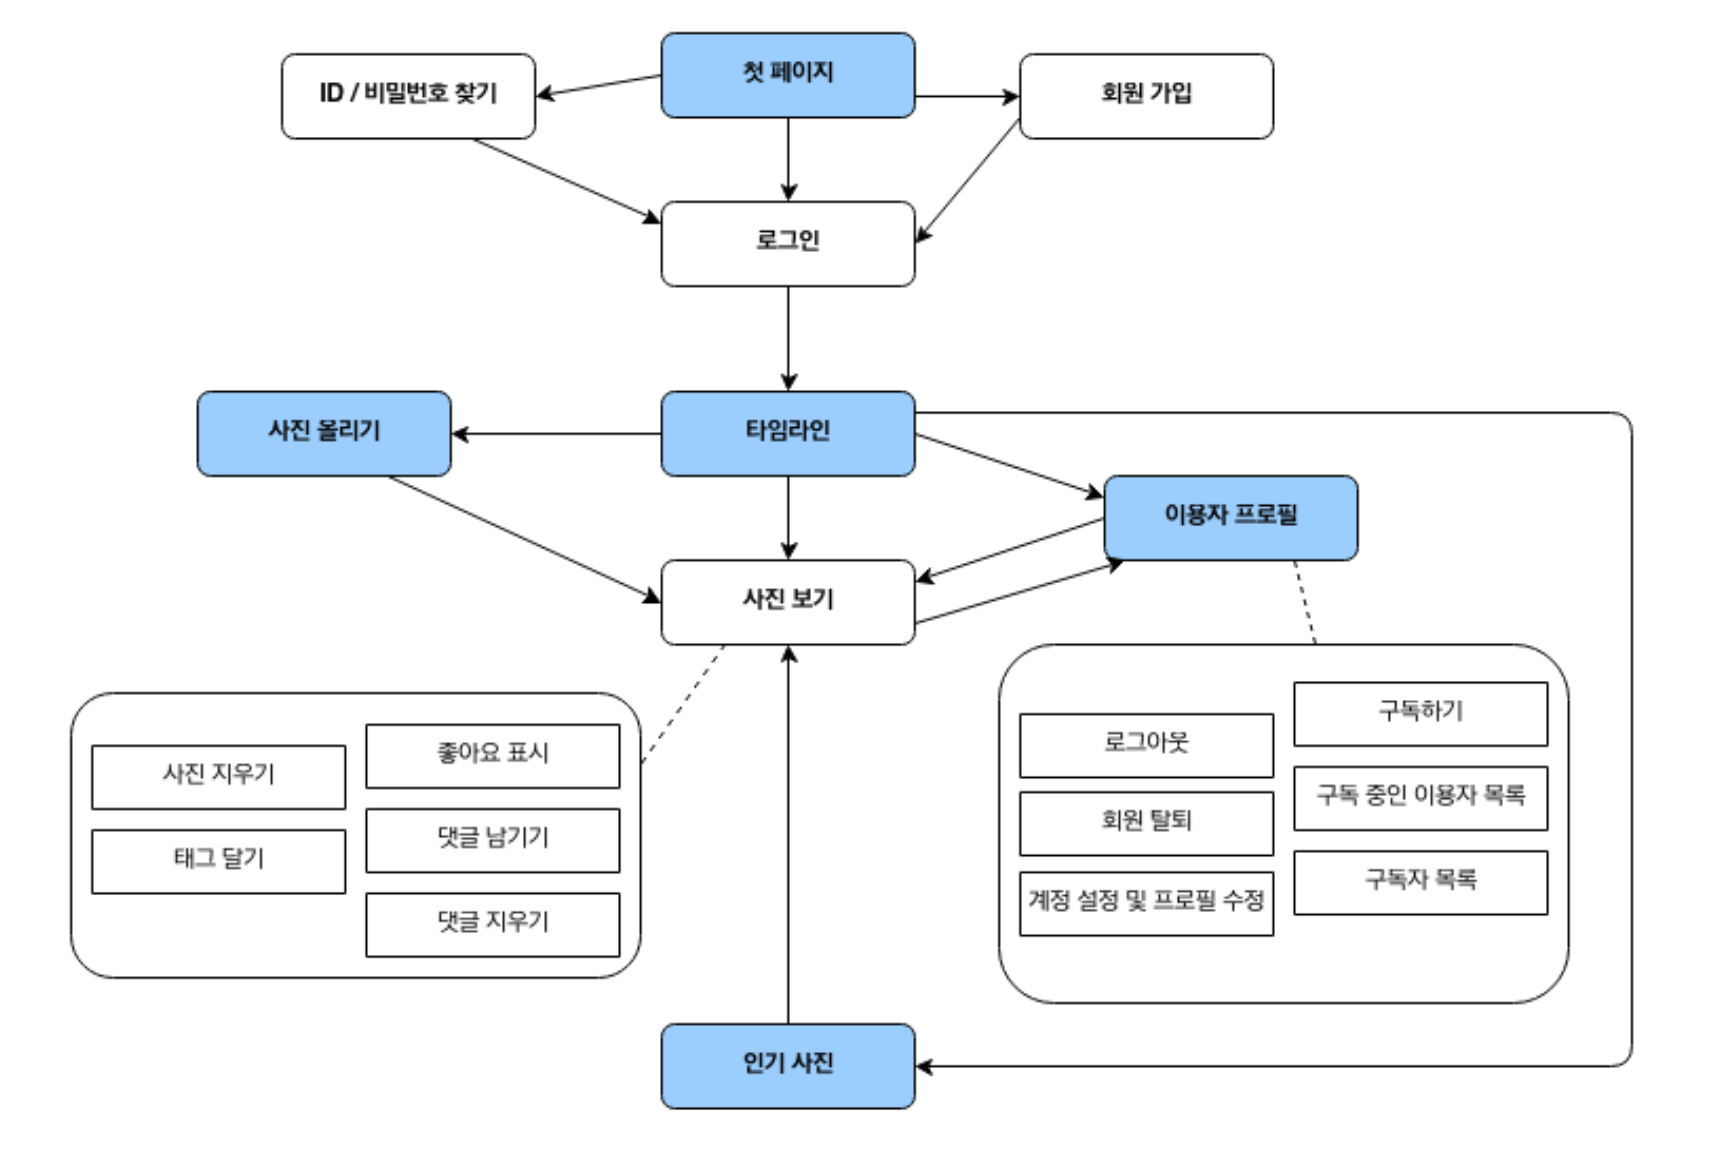 첫 페이지
ID / 비밀번호 찾기
회원 가입
로그인
사진 올리기
타임라인
이용자 프로필
사진 보기
사진 지우기
태그 달기
좋아요 표시
댓글 남기기
댓글 지우기
로그아웃
회원 탈퇴
계정 설정 및 프로필 수정
구독하기
구독 중인 이용자 목록
구독자 목록
인기 사진